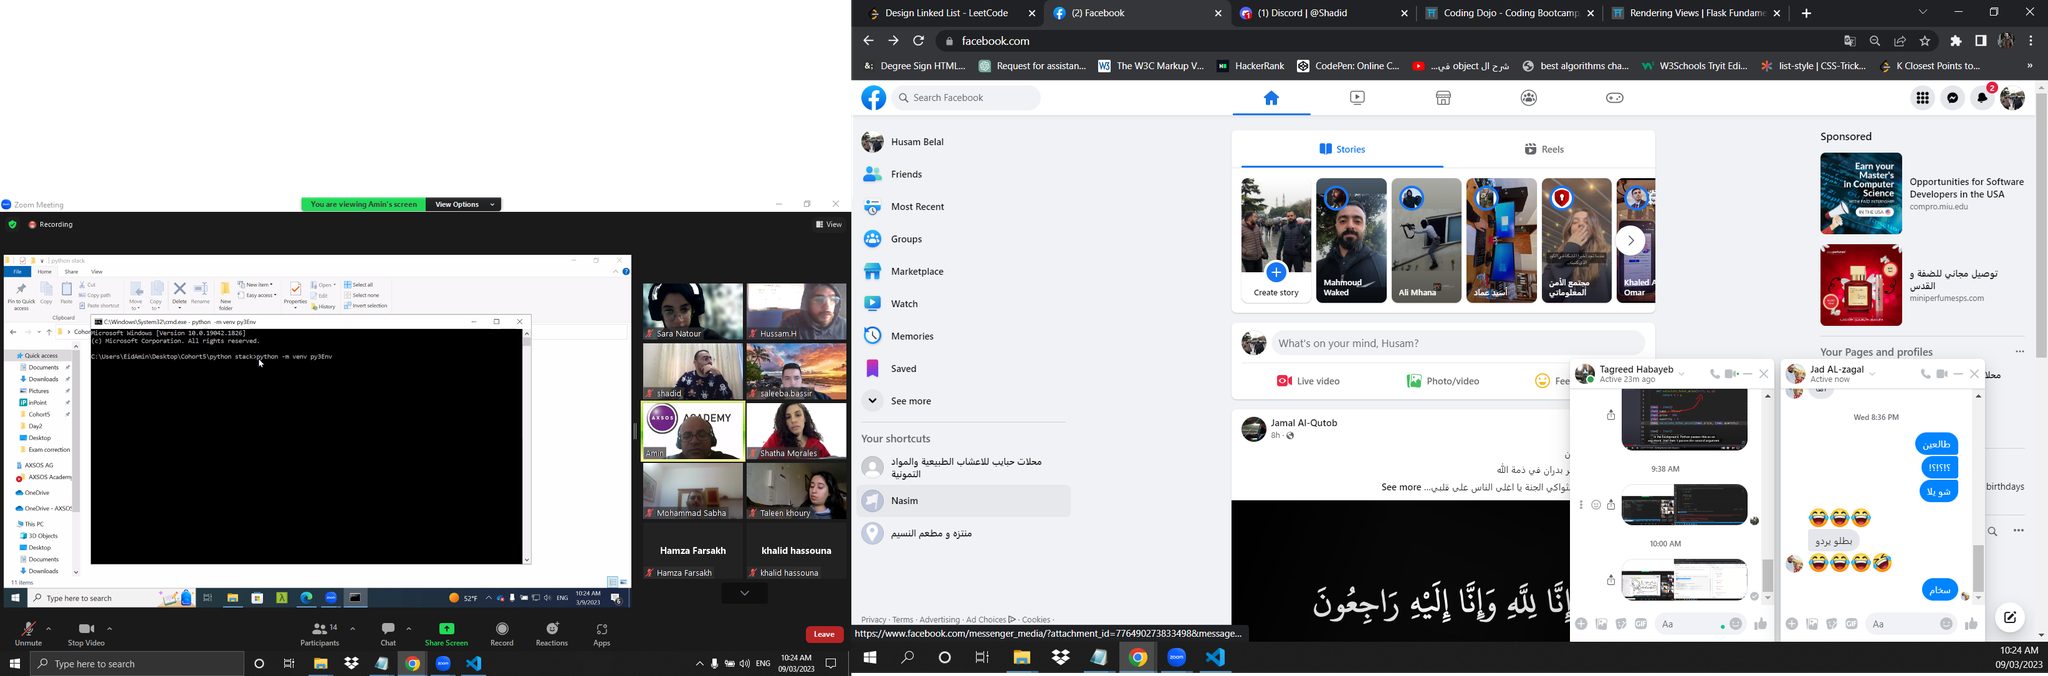 Zoom Meeting
You are viewing Amin's screen
View Options
Recording
View
python stack
File
Home
Share
View
Pin to Quick access
Copy
Paste
Cut
Copy path
Paste shortcut
Clipboard
Move to
Copy to
Delete
Rename
New folder
New item
Easy access
Properties
Open
Edit
History
Select all
Select none
Invert selection
C:\Windows\System32\cmd.exe - python -m venv py3Env
Microsoft Windows [Version 10.0.19042.1826]
(c) Microsoft Corporation. All rights reserved.
C:\Users\EidAmin\Desktop\Cohort5\python stack>python -m venv py3Env
Quick access
Documents
Downloads
Pictures
inPoint
Cohort5
Day2
Desktop
Exam correction
AXSOS AG
AXSOS Academy
OneDrive
OneDrive - AXSOS
This PC
3D Objects
Desktop
Documents
Downloads
11 items
Type here to search
52°F
ENG
10:24 AM
3/9/2023
Sara Natour
Hussam.H
shadid
saleeba.bassir
AXSOS
ACADEMY
Amin
Shatha Morales
Mohammad Sabha
Taleen khoury
Hamza Farsakh
khalid hassouna
Hamza Farsakh
khalid hassouna
Unmute
Stop Video
Participants
14
Chat
Share Screen
Record
Reactions
Apps
Leave
Type here to search
ENG
10:24 AM
09/03/2023
Design Linked List - LeetCode
(2) Facebook
(1) Discord | @Shadid
Coding Dojo - Coding Bootcamp
Rendering Views | Flask Fundame
facebook.com
Degree Sign HTML...
Request for assistan...
The W3C Markup V...
HackerRank
CodePen: Online C...
شرح ال object في...
best algorithms cha...
W3Schools Tryit Edi...
list-style | CSS-Trick...
K Closest Points to...
»
Search Facebook
2
Husam Belal
Friends
Most Recent
Groups
Marketplace
Watch
Memories
Saved
See more
Your shortcuts
محلات حبايب للاعشاب الطبيعية والمواد
التموينية
Nasim
منتزه و مطعم النسيم
Privacy · Terms · Advertising · Ad Choices · Cookies ·
https://www.facebook.com/messenger_media/?attachment_id=776490273833498&message...
Stories
Reels
Create story
Mahmoud Waked
Ali Mhana
أسيد عماد
مجتمع الأمن المعلوماتي
Khaled A
Omar
What's on your mind, Husam?
Live video
Photo/video
Fee
Jamal Al-Qutob
8h ·
ر بدران في ذمة الله
See more
إِنَّا لِلَّهِ وَإِنَّا إِلَيْهِ رَاجِعُونَ
Sponsored
Earn your
Master's
in Computer
Science
IN THE USA
Opportunities for Software
Developers in the USA
compro.miu.edu
توصيل مجاني للضفة و
القدس
miniperfumesps.com
Your Pages and profiles
birthdays
Tagreed Habayeb
Active 23m ago
9:38 AM
10:00 AM
Aa
Jad AL-zagal
Active now
Wed 8:36 PM
طالعين
؟!؟!؟!
شو يلا
😂😂😂
بطلو يردو
😂😂😂🤣
سخام
Aa
10:24 AM
09/03/2023